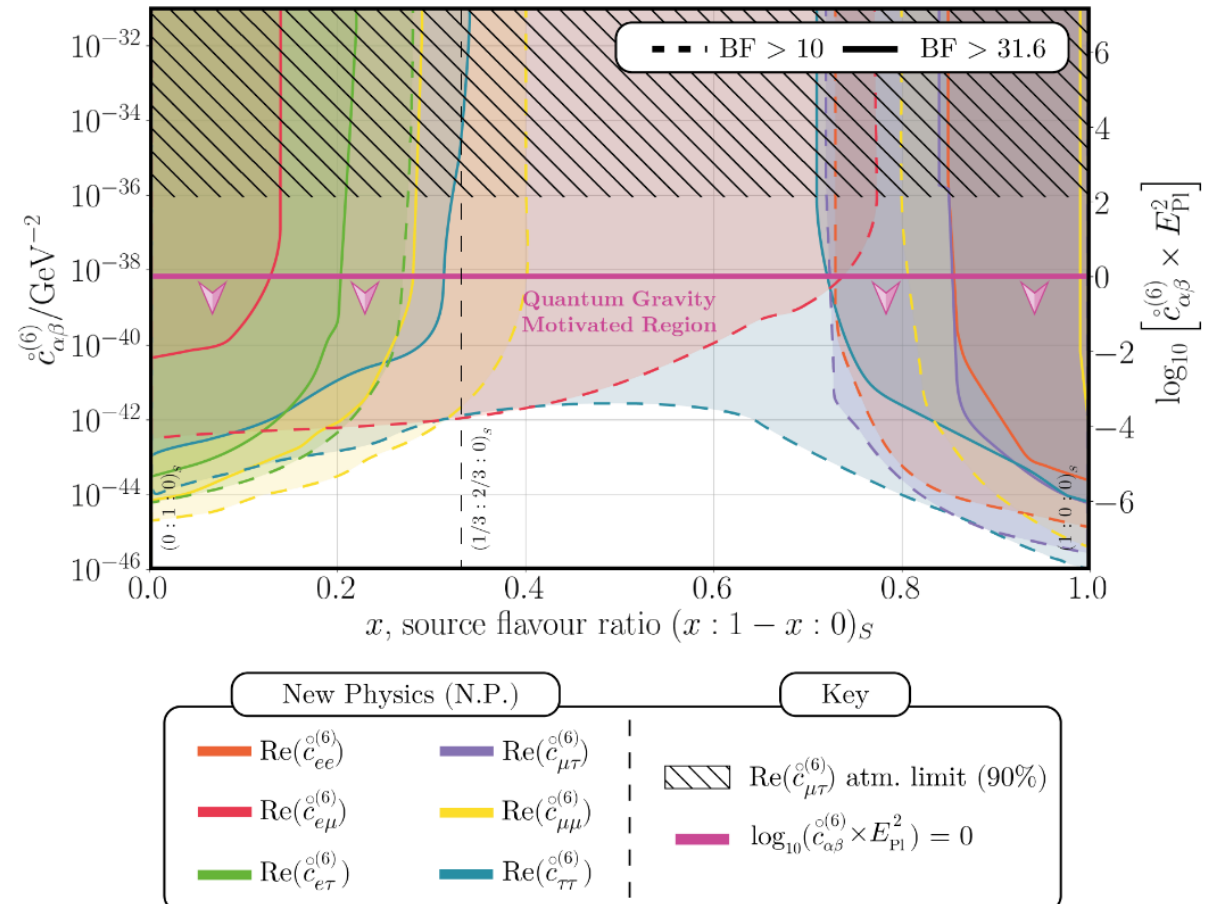 10⁻³²
10⁻³⁴
10⁻³⁶
10⁻³⁸
10⁻⁴⁰
10⁻⁴²
10⁻⁴⁴
10⁻⁴⁶
c̊⁽⁶⁾_αβ/GeV⁻²
BF > 10 BF > 31.6
Quantum Gravity
Motivated Region
(0 : 1 : 0)_S
(1/3 : 2/3 : 0)_S
(1 : 0 : 0)_S
6
4
2
0
−2
−4
−6
log₁₀ [c̊⁽⁶⁾_αβ × E²_Pl]
0.0 0.2 0.4 0.6 0.8 1.0
x, source flavour ratio (x : 1 − x : 0)_S
New Physics (N.P.)
Re(c̊⁽⁶⁾_ee) Re(c̊⁽⁶⁾_μτ)
Re(c̊⁽⁶⁾_eμ) Re(c̊⁽⁶⁾_μμ)
Re(c̊⁽⁶⁾_eτ) Re(c̊⁽⁶⁾_ττ)
Key
Re(c̊⁽⁶⁾_μτ) atm. limit (90%)
log₁₀(c̊⁽⁶⁾_αβ × E²_Pl) = 0